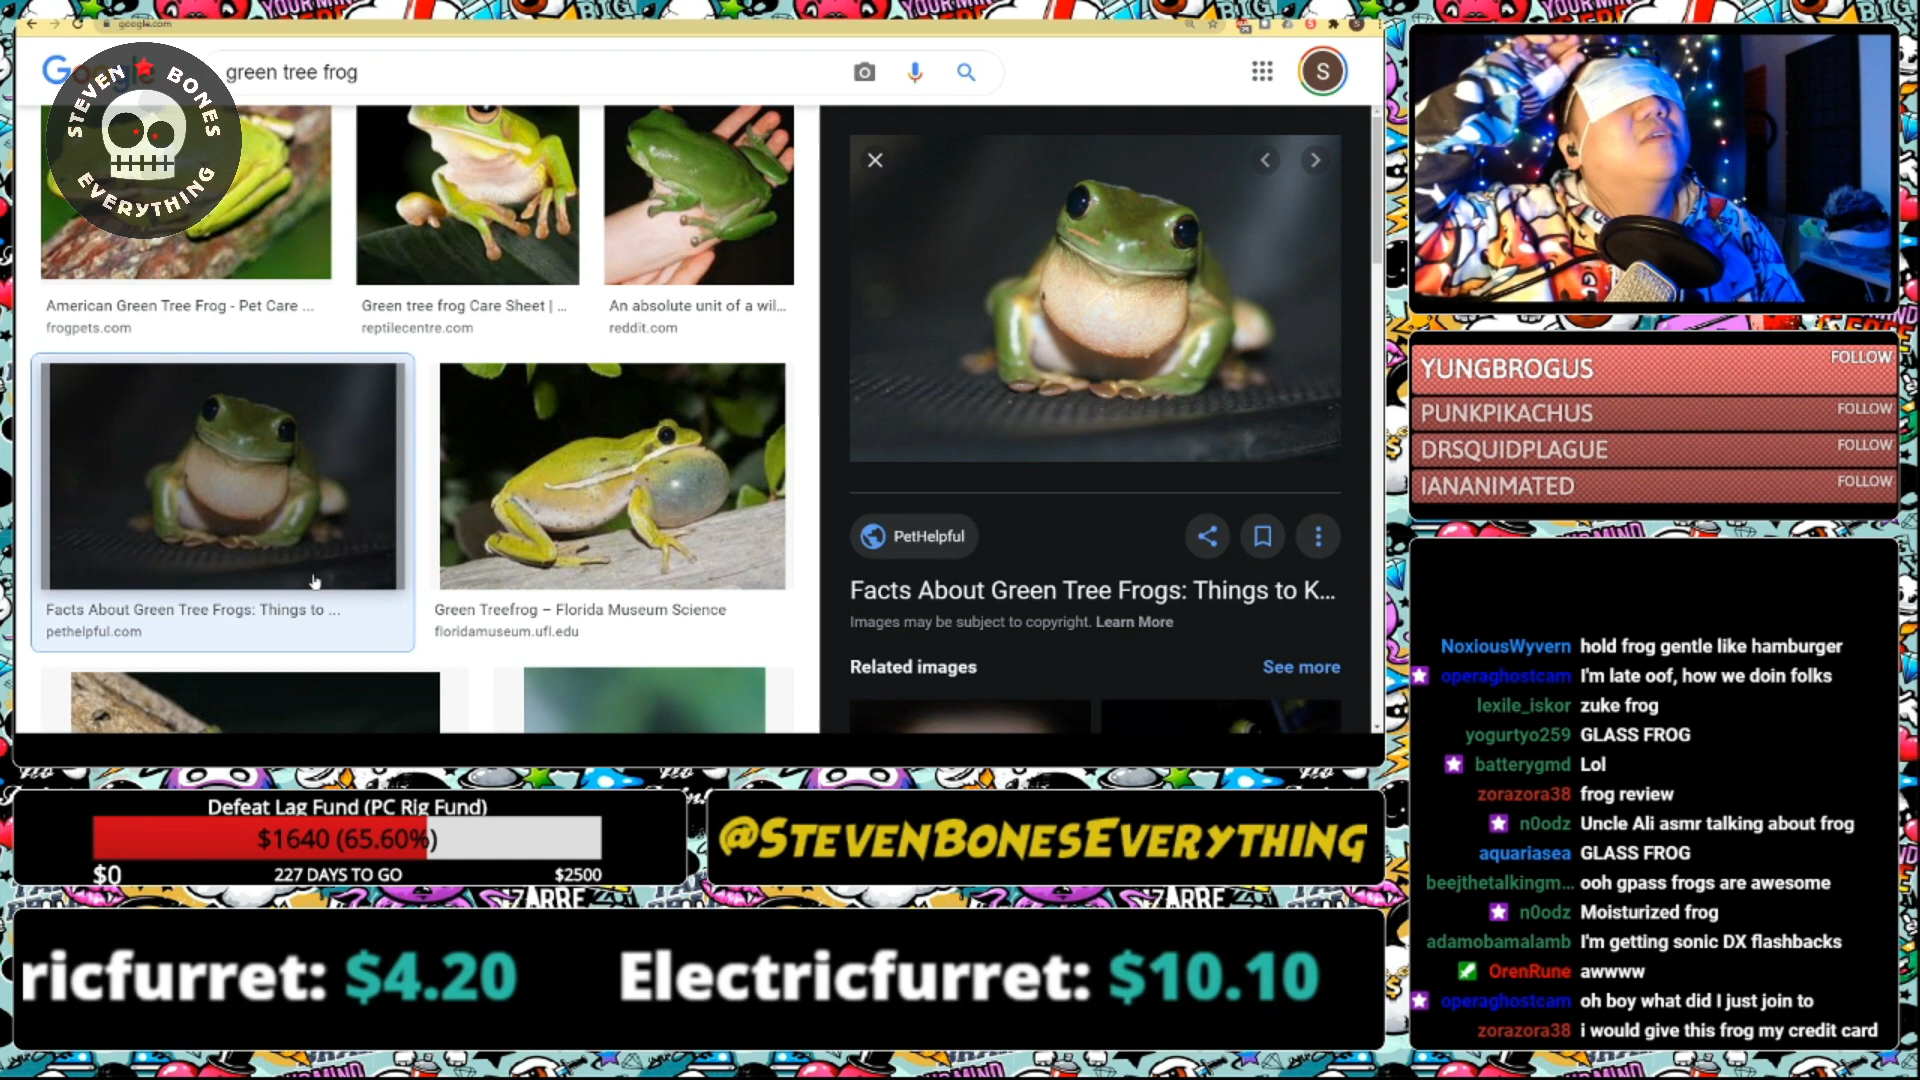 google.com
Google
green tree frog
S
STEVEN BONES
EVERYTHING
American Green Tree Frog - Pet Care ...
frogpets.com
Green tree frog Care Sheet | ...
reptilecentre.com
An absolute unit of a wil...
reddit.com
Facts About Green Tree Frogs: Things to ...
pethelpful.com
Green Treefrog – Florida Museum Science
floridamuseum.ufl.edu
PetHelpful
Facts About Green Tree Frogs: Things to K...
Images may be subject to copyright. Learn More
Related images
See more
YUNGBROGUS FOLLOW
PUNKPIKACHUS FOLLOW
DRSQUIDPLAGUE FOLLOW
IANANIMATED FOLLOW
NoxiousWyvern hold frog gentle like hamburger
operaghostcam I'm late oof, how we doin folks
lexile_iskor zuke frog
yogurtyo259 GLASS FROG
batterygmd Lol
zorazora38 frog review
n0odz Uncle Ali asmr talking about frog
aquariasea GLASS FROG
beejthetalkingm... ooh gpass frogs are awesome
n0odz Moisturized frog
adamobamalamb I'm getting sonic DX flashbacks
OrenRune awwww
operaghostcam oh boy what did I just join to
zorazora38 i would give this frog my credit card
Defeat Lag Fund (PC Rig Fund)
$1640 (65.60%)
$0 227 DAYS TO GO $2500
@STEVENBONESEVERYTHING
ricfurret: $4.20 Electricfurret: $10.10